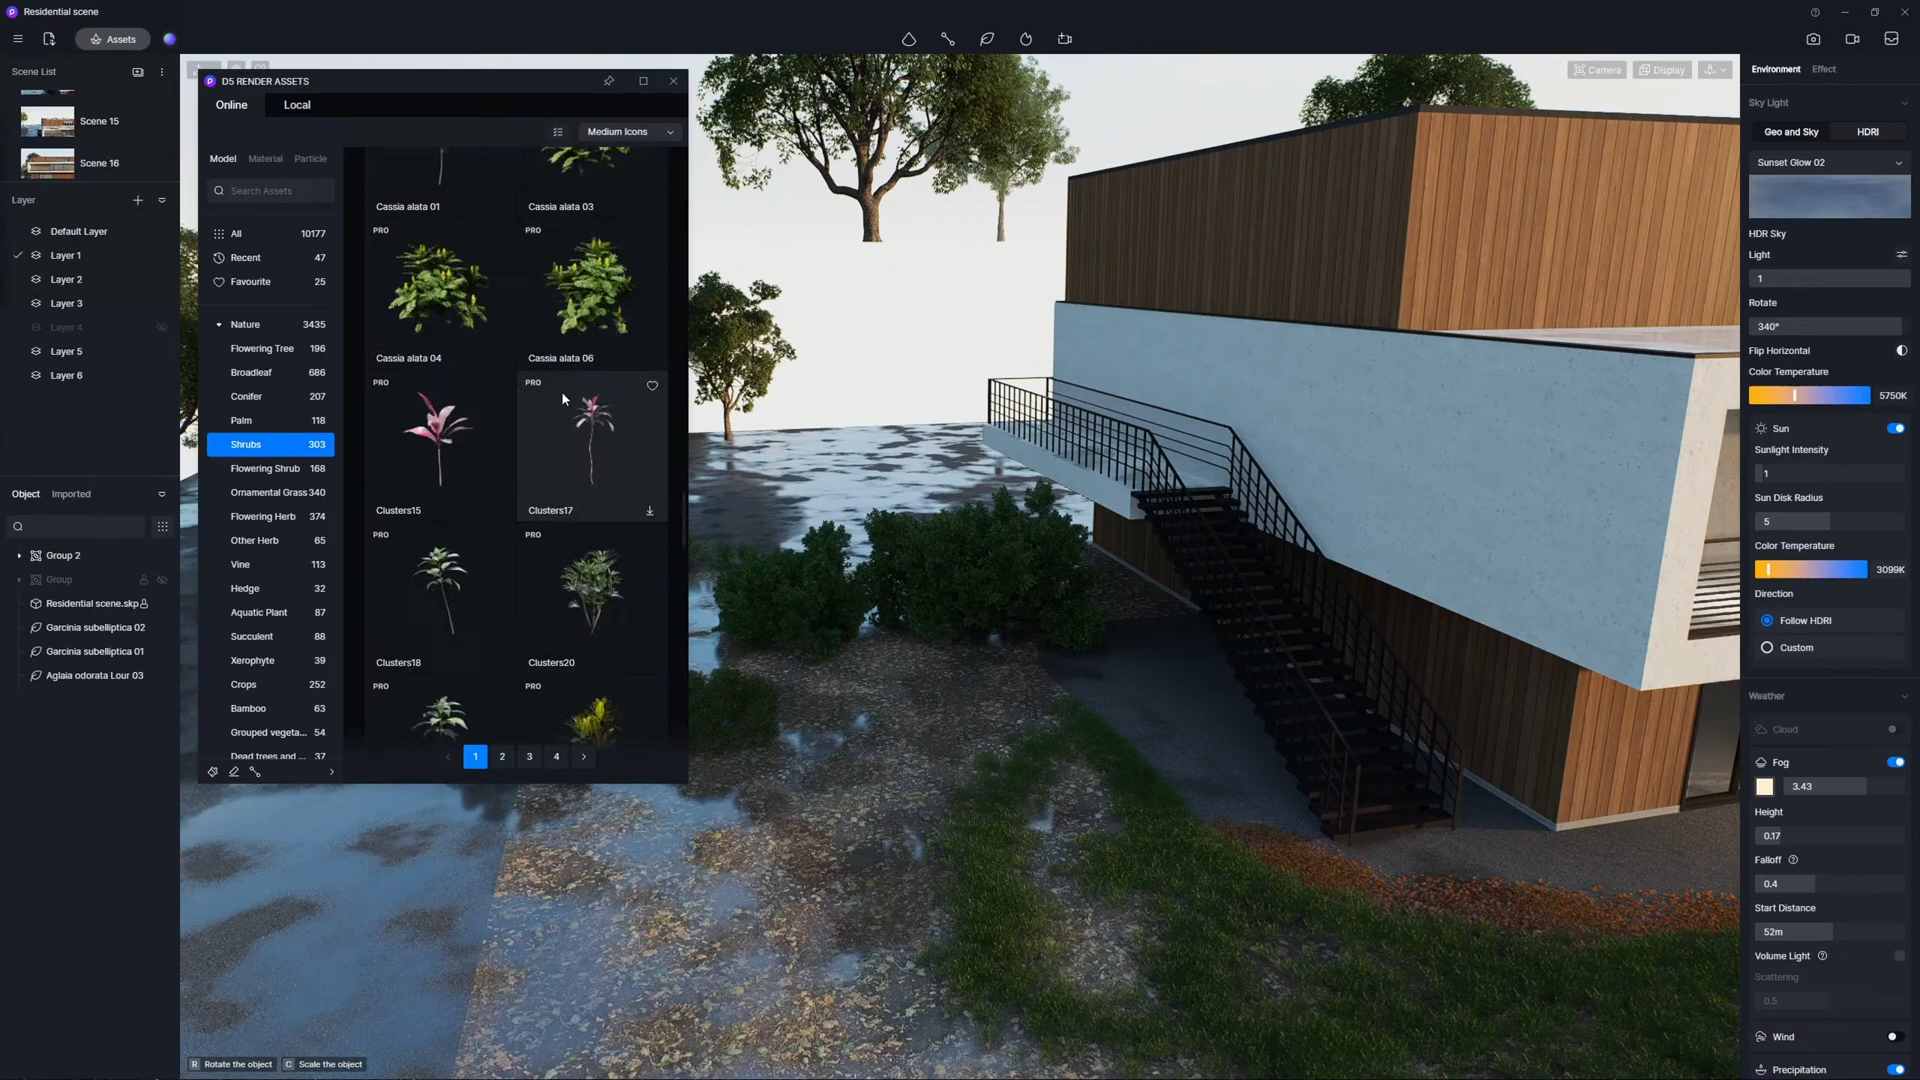 Residential scene
Assets
Scene List
Scene 15
Scene 16
Layer
Default Layer
Layer 1
Layer 2
Layer 3
Layer 4
Layer 5
Layer 6
Object
Imported
Group 2
Group
Residential scene.skp
Garcinia subelliptica 02
Garcinia subelliptica 01
Aglaia odorata Lour 03
D5 RENDER ASSETS
Online
Local
Medium Icons
Model
Material
Particle
Search Assets
All 10177
Recent 47
Favourite 25
Nature 3435
Flowering Tree 196
Broadleaf 686
Conifer 207
Palm 118
Shrubs 303
Flowering Shrub 168
Ornamental Grass 340
Flowering Herb 374
Other Herb 65
Vine 113
Hedge 32
Aquatic Plant 87
Succulent 88
Xerophyte 39
Crops 252
Bamboo 63
Grouped vegeta... 54
Dead trees and ... 37
Cassia alata 01
Cassia alata 03
PRO
PRO
Cassia alata 04
Cassia alata 06
PRO
PRO
Clusters15
Clusters17
PRO
PRO
Clusters18
Clusters20
PRO
PRO
1 2 3 4
R Rotate the object
C Scale the object
Camera
Display
Environment
Effect
Sky Light
Geo and Sky
HDRI
Sunset Glow 02
HDR Sky
Light
1
Rotate
340°
Flip Horizontal
Color Temperature
5750K
Sun
Sunlight Intensity
1
Sun Disk Radius
5
Color Temperature
3099K
Direction
Follow HDRI
Custom
Weather
Cloud
Fog
3.43
Height
0.17
Falloff
0.4
Start Distance
52m
Volume Light
Scattering
0.5
Wind
Precipitation